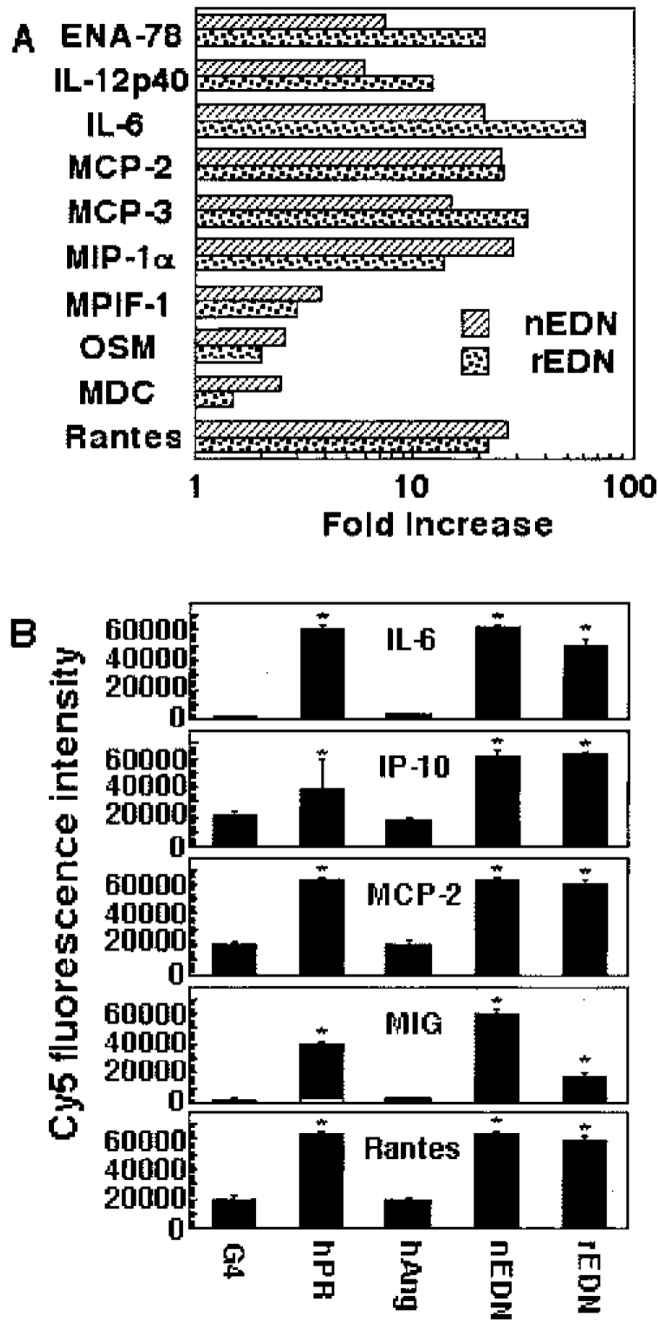 A
ENA-78
IL-12p40
IL-6
MCP-2
MCP-3
MIP-1α
MPIF-1
OSM
MDC
Rantes
nEDN
rEDN
1 10 100
Fold Increase
B
Cy5 fluorescence intensity
60000
40000
20000
0
* * *
IL-6
60000
40000
20000
0
* * *
IP-10
60000
40000
20000
0
* * *
MCP-2
60000
40000
20000
0
* * *
MIG
60000
40000
20000
0
* * *
Rantes
G4 hPR hAng nEDN rEDN